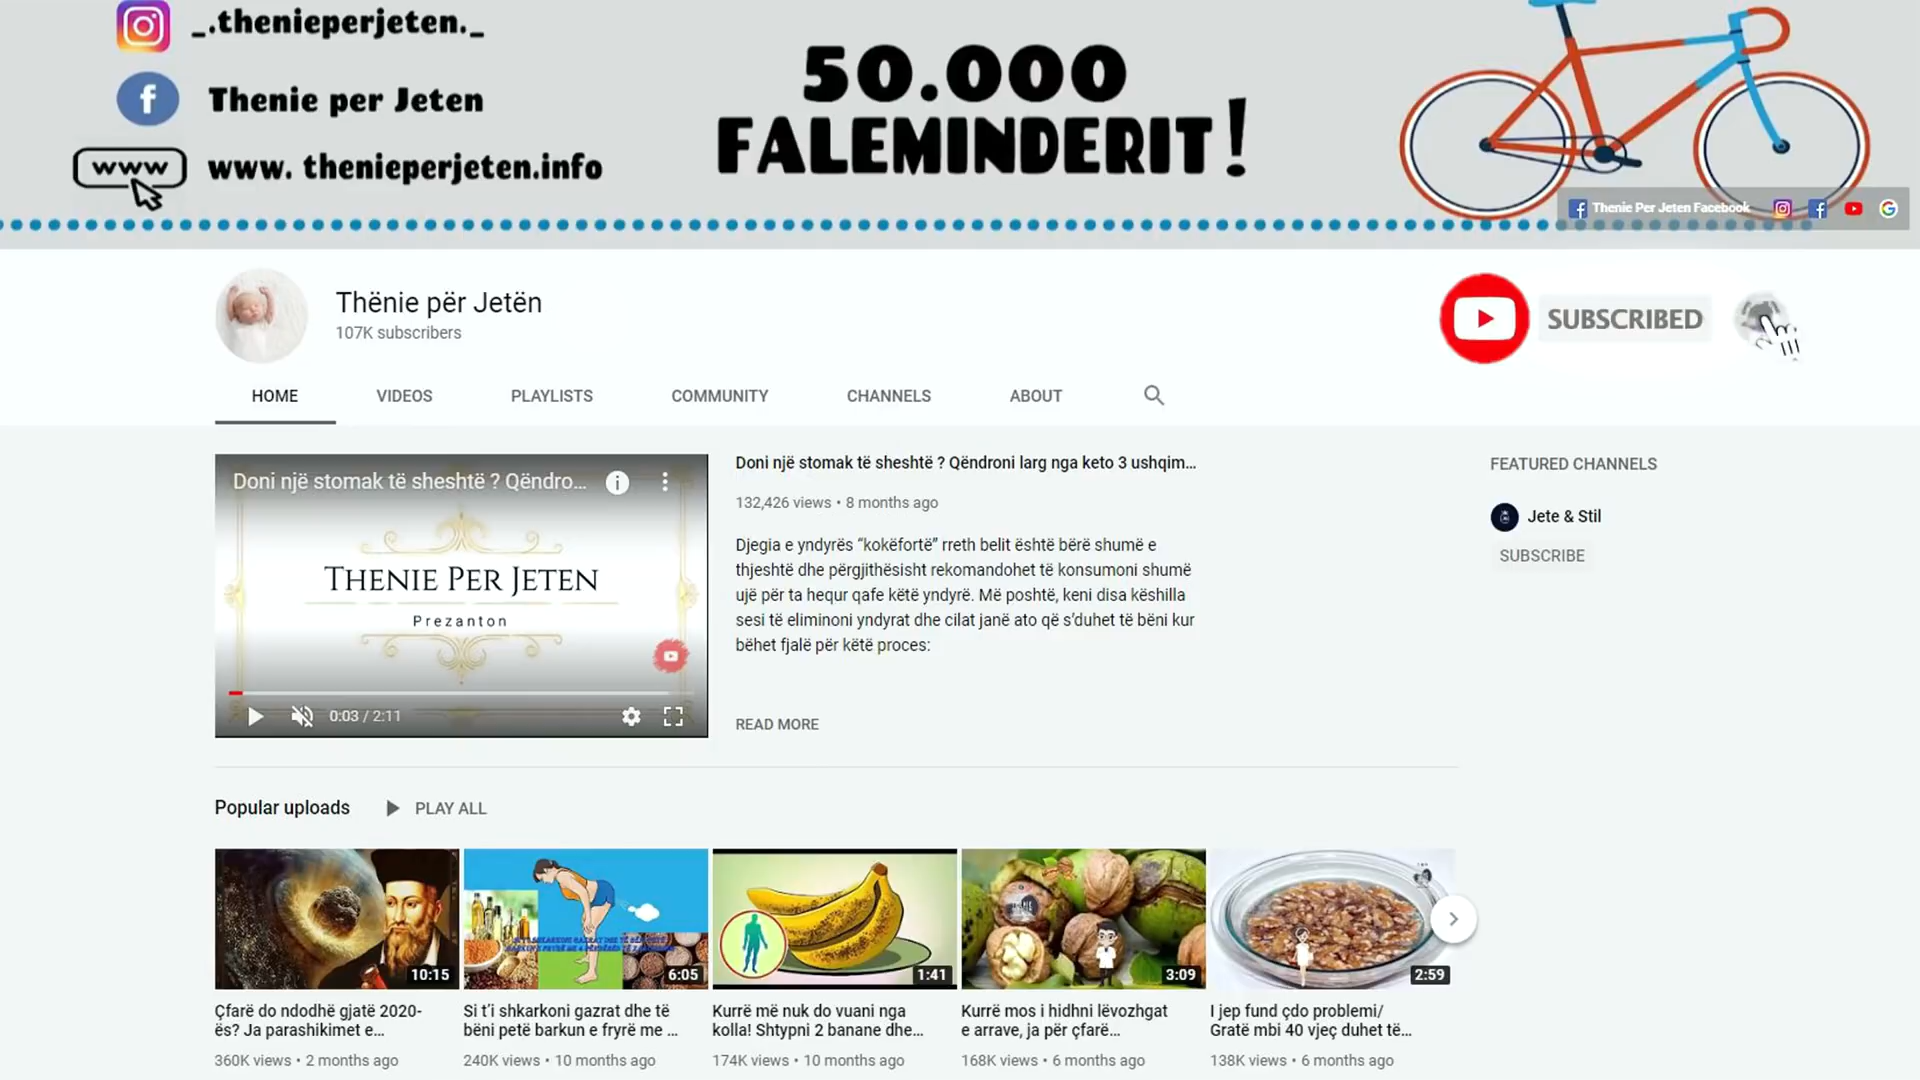 _.thenieperjeten._
Thenie per Jeten
www
www. thenieperjeten.info
50.000
FALEMINDERIT!
Thenie Per Jeten Facebook
Thënie për Jetën
107K subscribers
SUBSCRIBED
HOME
VIDEOS
PLAYLISTS
COMMUNITY
CHANNELS
ABOUT
Doni një stomak të sheshtë ? Qëndro...
THENIE PER JETEN
Prezanton
0:03 / 2:11
Doni një stomak të sheshtë ? Qëndroni larg nga keto 3 ushqim...
132,426 views • 8 months ago
Djegia e yndyrës “kokëfortë” rreth belit është bërë shumë e
thjeshtë dhe përgjithësisht rekomandohet të konsumoni shumë
ujë për ta hequr qafe këtë yndyrë. Më poshtë, keni disa këshilla
sesi të eliminoni yndyrat dhe cilat janë ato që s’duhet të bëni kur
bëhet fjalë për këtë proces:
READ MORE
FEATURED CHANNELS
Jete & Stil
SUBSCRIBE
Popular uploads
PLAY ALL
10:15
6:05
1:41
3:09
2:59
Çfarë do ndodhë gjatë 2020-
ës? Ja parashikimet e...
360K views • 2 months ago
Si t’i shkarkoni gazrat dhe të
bëni petë barkun e fryrë me ...
240K views • 10 months ago
Kurrë më nuk do vuani nga
kolla! Shtypni 2 banane dhe...
174K views • 10 months ago
Kurrë mos i hidhni lëvozhgat
e arrave, ja për çfarë...
168K views • 6 months ago
I jep fund çdo problemi/
Gratë mbi 40 vjeç duhet të...
138K views • 6 months ago